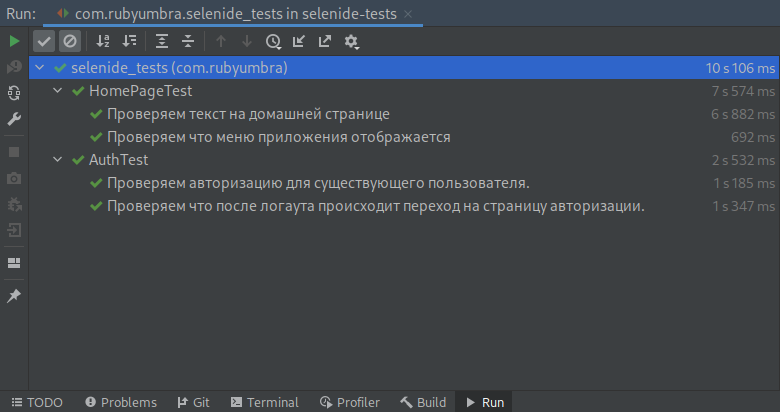 Run: com.rubyumbra.selenide_tests in selenide-tests
selenide_tests (com.rubyumbra) 10 s 106 ms
HomePageTest 7 s 574 ms
Проверяем текст на домашней странице 6 s 882 ms
Проверяем что меню приложения отображается 692 ms
AuthTest 2 s 532 ms
Проверяем авторизацию для существующего пользователя. 1 s 185 ms
Проверяем что после логаута происходит переход на страницу авторизации. 1 s 347 ms
TODO Problems Git Terminal Profiler Build Run